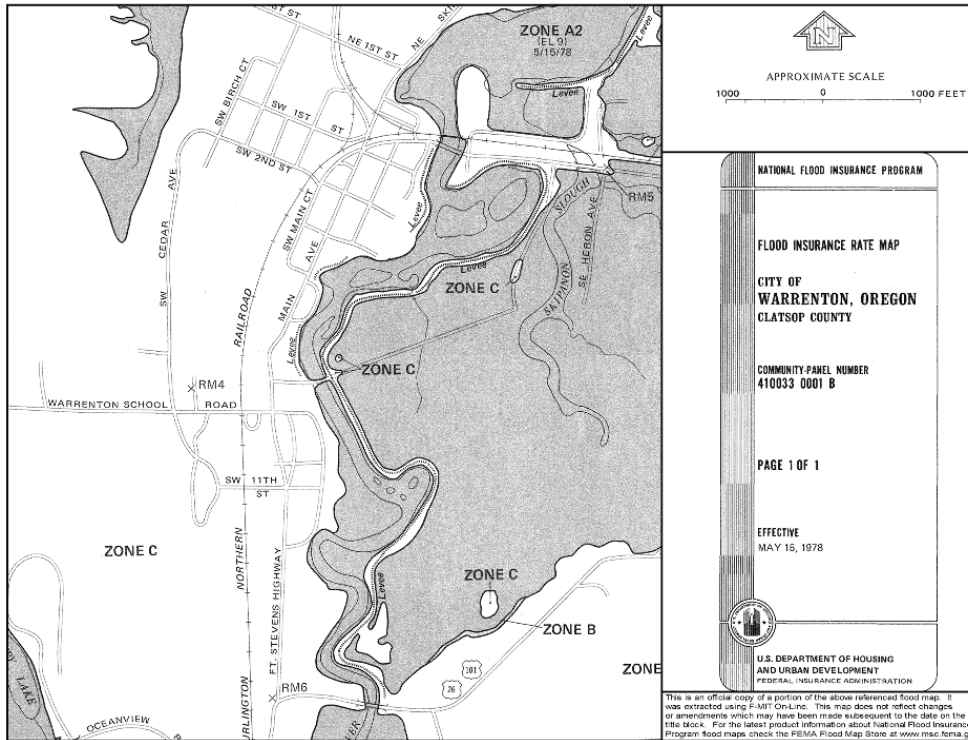 ZONE A2
(EL 9)
5/15/78
Levee
NE 1ST ST
NE
SW BIRCH CT
SW 1ST ST
SW 2ND ST
Levee
SW CEDAR AVE
SW MAIN CT
MAIN AVE
Levee
Levee
ZONE C
SLOUGH
SKIPANON
SE HERON AVE
RM5
RAILROAD
Levee
ZONE C
RM4
WARRENTON SCHOOL ROAD
SW 11TH ST
ZONE C
NORTHERN
FT. STEVENS HIGHWAY
Levee
ZONE C
ZONE B
ZONE
101
26
RM6
LAKE
OCEANVIEW
N
APPROXIMATE SCALE
1000 0 1000 FEET
NATIONAL FLOOD INSURANCE PROGRAM
FLOOD INSURANCE RATE MAP
CITY OF
WARRENTON, OREGON
CLATSOP COUNTY
COMMUNITY-PANEL NUMBER
410033 0001 B
PAGE 1 OF 1
EFFECTIVE
MAY 15, 1978
U.S. DEPARTMENT OF HOUSING
AND URBAN DEVELOPMENT
FEDERAL INSURANCE ADMINISTRATION
This is an official copy of a portion of the above referenced flood map. It
was extracted using F-MIT On-Line. This map does not reflect changes
or amendments which may have been made subsequent to the date on the
title block. For the latest product information about National Flood Insurance
Program flood maps check the FEMA Flood Map Store at www.msc.fema.g